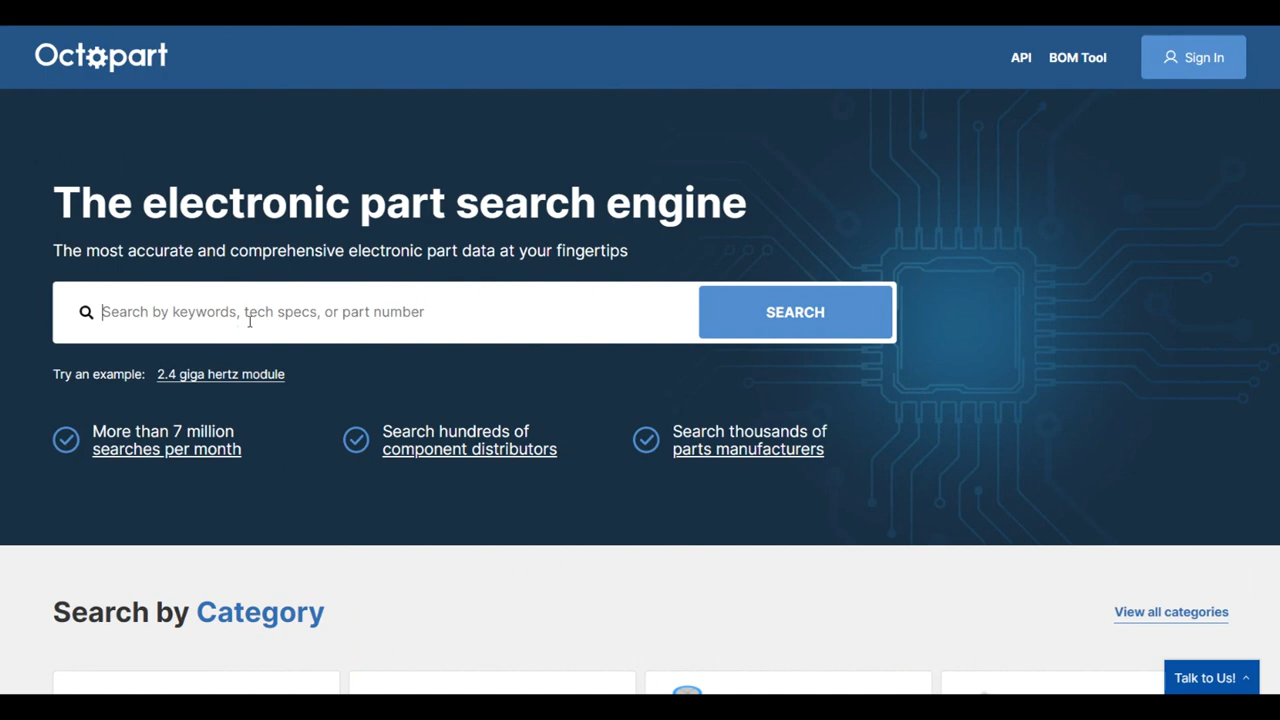 Octopart
API BOM Tool Sign In
The electronic part search engine
The most accurate and comprehensive electronic part data at your fingertips
Search by keywords, tech specs, or part number SEARCH
Try an example: 2.4 giga hertz module
More than 7 million
searches per month
Search hundreds of
component distributors
Search thousands of
parts manufacturers
Search by Category
View all categories
Talk to Us!